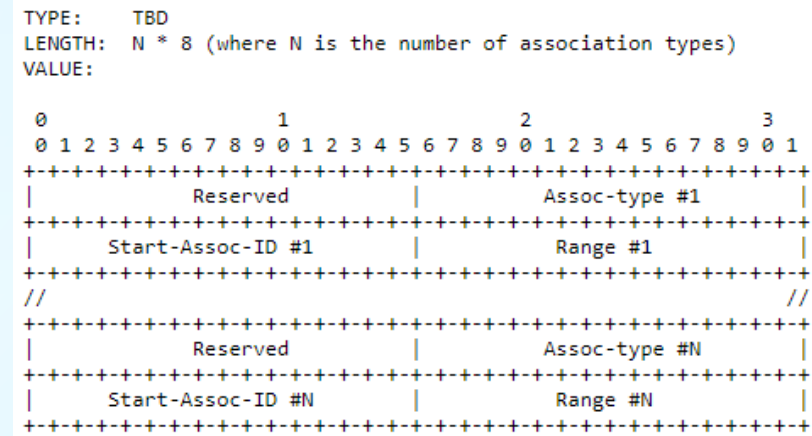 TYPE:    TBD
LENGTH:  N * 8 (where N is the number of association types)
VALUE:

 0                   1                   2                   3
 0 1 2 3 4 5 6 7 8 9 0 1 2 3 4 5 6 7 8 9 0 1 2 3 4 5 6 7 8 9 0 1
+-+-+-+-+-+-+-+-+-+-+-+-+-+-+-+-+-+-+-+-+-+-+-+-+-+-+-+-+-+-+-+-+
|             Reserved          |          Assoc-type #1        |
+-+-+-+-+-+-+-+-+-+-+-+-+-+-+-+-+-+-+-+-+-+-+-+-+-+-+-+-+-+-+-+-+
|      Start-Assoc-ID #1        |           Range #1            |
+-+-+-+-+-+-+-+-+-+-+-+-+-+-+-+-+-+-+-+-+-+-+-+-+-+-+-+-+-+-+-+-+
//                                                             //
+-+-+-+-+-+-+-+-+-+-+-+-+-+-+-+-+-+-+-+-+-+-+-+-+-+-+-+-+-+-+-+-+
|             Reserved          |          Assoc-type #N        |
+-+-+-+-+-+-+-+-+-+-+-+-+-+-+-+-+-+-+-+-+-+-+-+-+-+-+-+-+-+-+-+-+
|      Start-Assoc-ID #N        |           Range #N            |
+-+-+-+-+-+-+-+-+-+-+-+-+-+-+-+-+-+-+-+-+-+-+-+-+-+-+-+-+-+-+-+-+